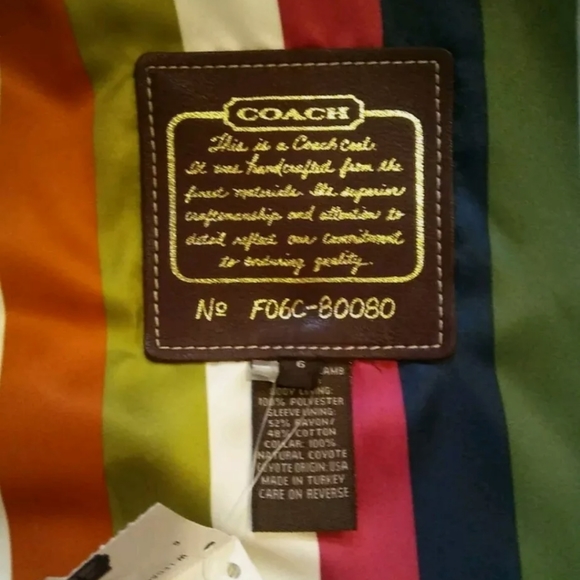 COACH
This is a Coach Coat.
It was handcrafted from the
finest materials. The superior
craftsmanship and attention to
detail reflect our commitment
to enduring quality.
No F06C-80080
6
LAMB
BODY LINING:
100% POLYESTER
SLEEVE LINING:
52% RAYON/
48% COTTON
COLLAR: 100%
NATURAL COYOTE
COYOTE ORIGIN: USA
MADE IN TURKEY
CARE ON REVERSE